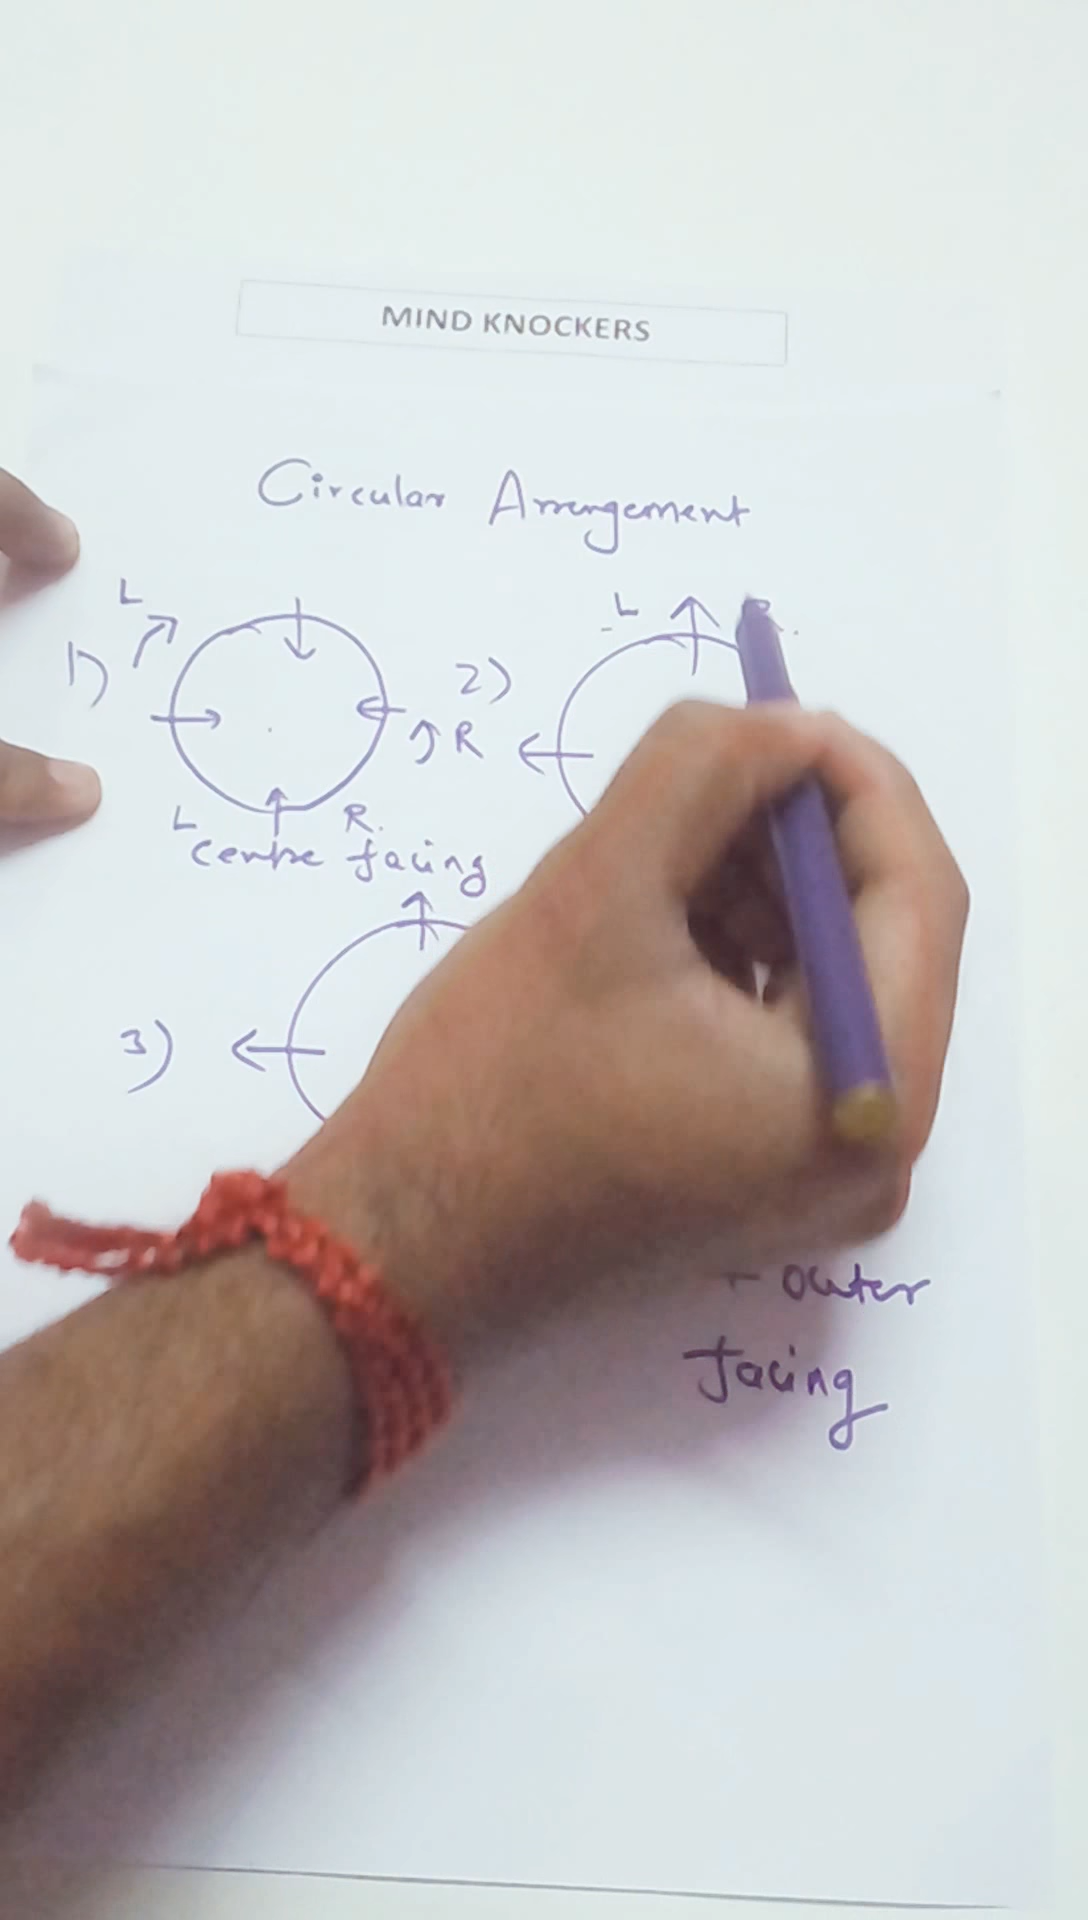 MIND KNOCKERS
Circular Arrangement
1) L R
L R.
Centre facing
2) L R
3)
- outer
facing